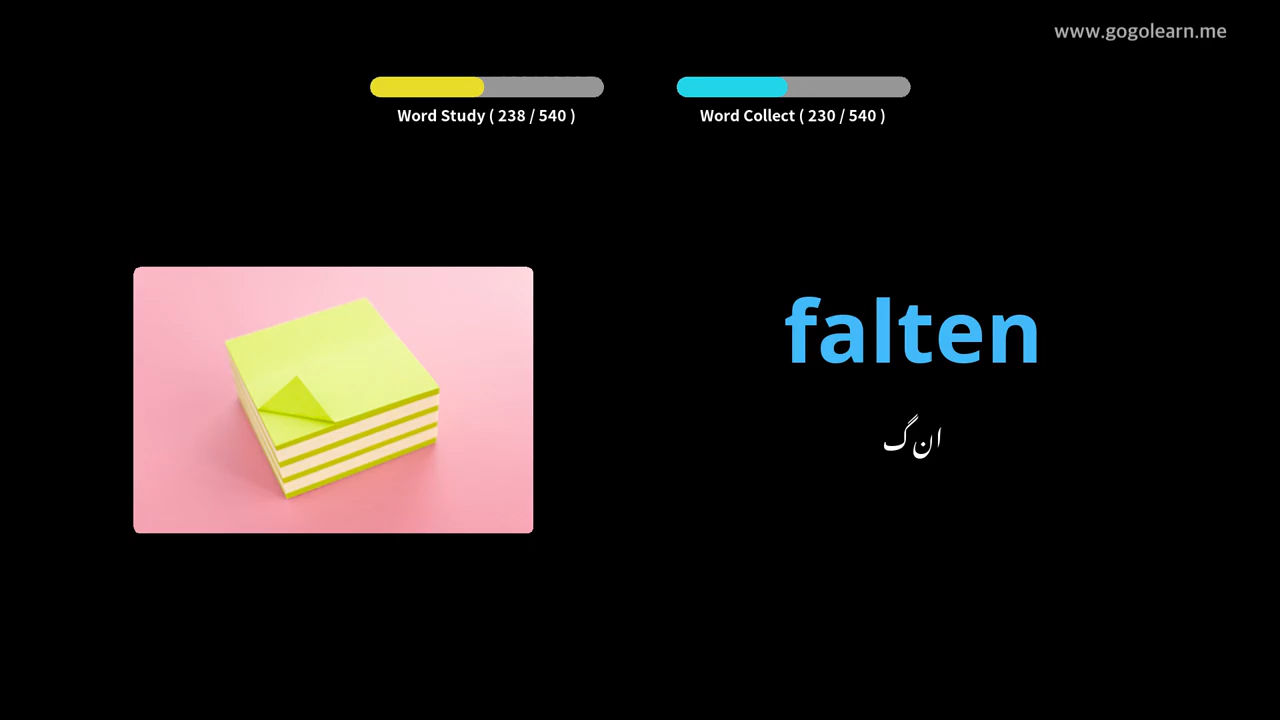 www.gogolearn.me
Word Study ( 238 / 540 )
Word Collect ( 230 / 540 )
falten
ان گ